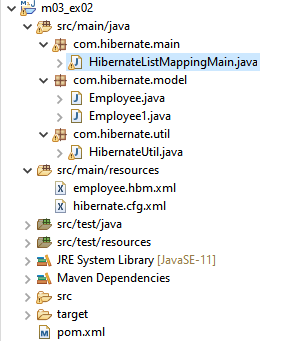 m03_ex02
src/main/java
com.hibernate.main
HibernateListMappingMain.java
com.hibernate.model
Employee.java
Employee1.java
com.hibernate.util
HibernateUtil.java
src/main/resources
employee.hbm.xml
hibernate.cfg.xml
src/test/java
src/test/resources
JRE System Library [JavaSE-11]
Maven Dependencies
src
target
pom.xml